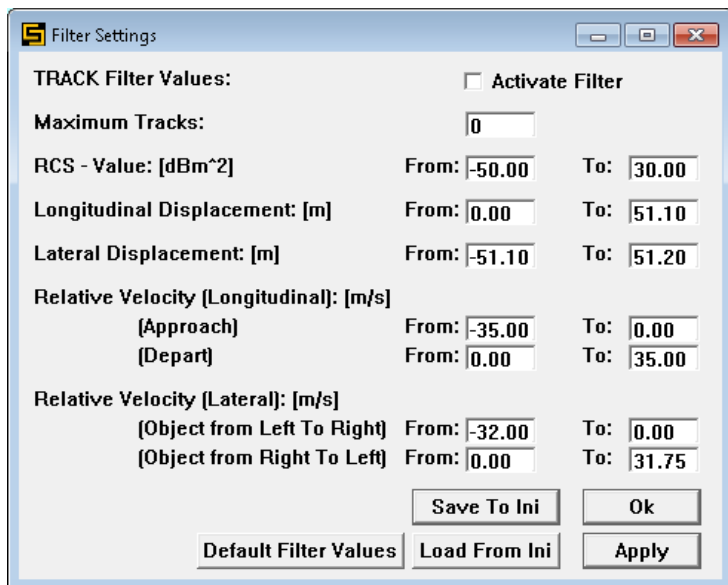 Filter Settings
TRACK Filter Values: Activate Filter
Maximum Tracks: 0
RCS - Value: [dBm^2] From: -50.00 To: 30.00
Longitudinal Displacement: [m] From: 0.00 To: 51.10
Lateral Displacement: [m] From: -51.10 To: 51.20
Relative Velocity (Longitudinal): [m/s]
(Approach) From: -35.00 To: 0.00
(Depart) From: 0.00 To: 35.00
Relative Velocity (Lateral): [m/s]
(Object from Left To Right) From: -32.00 To: 0.00
(Object from Right To Left) From: 0.00 To: 31.75
Save To Ini Ok
Default Filter Values Load From Ini Apply